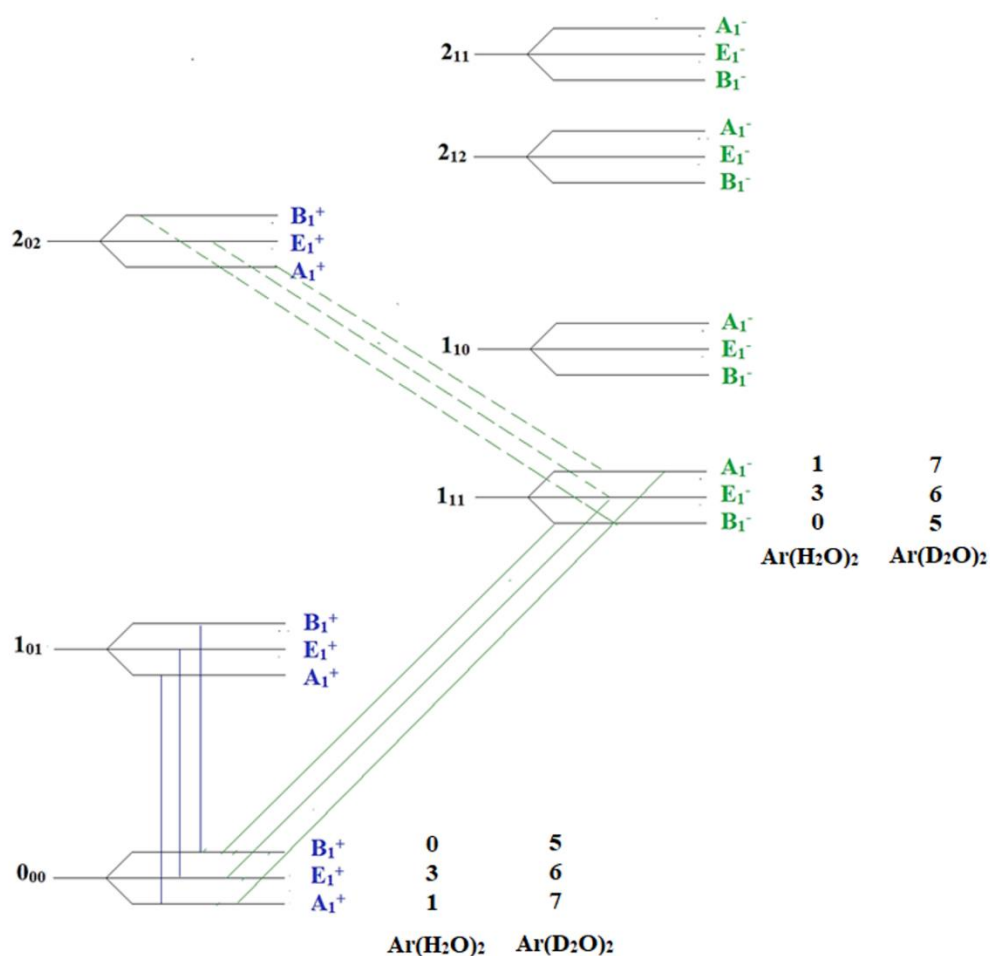 2₁₁ A₁⁻
E₁⁻
B₁⁻
2₁₂ A₁⁻
E₁⁻
B₁⁻
2₀₂ B₁⁺
E₁⁺
A₁⁺
1₁₀ A₁⁻
E₁⁻
B₁⁻
1₁₁ A₁⁻ 1 7
E₁⁻ 3 6
B₁⁻ 0 5
Ar(H₂O)₂ Ar(D₂O)₂
1₀₁ B₁⁺
E₁⁺
A₁⁺
0₀₀ B₁⁺ 0 5
E₁⁺ 3 6
A₁⁺ 1 7
Ar(H₂O)₂ Ar(D₂O)₂